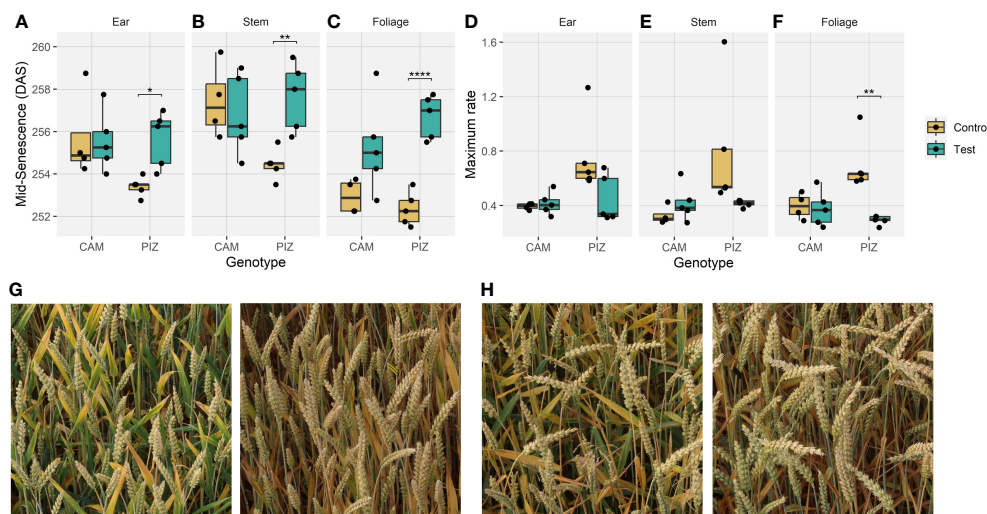 A Ear B Stem C Foliage D Ear E Stem F Foliage
Mid-Senescence (DAS)
260
258
256
254
252
* ** ****
CAM PIZ CAM PIZ CAM PIZ
Genotype
Maximum rate
1.6
1.2
0.8
0.4
**
CAM PIZ CAM PIZ CAM PIZ
Genotype
Contro
Test
G H